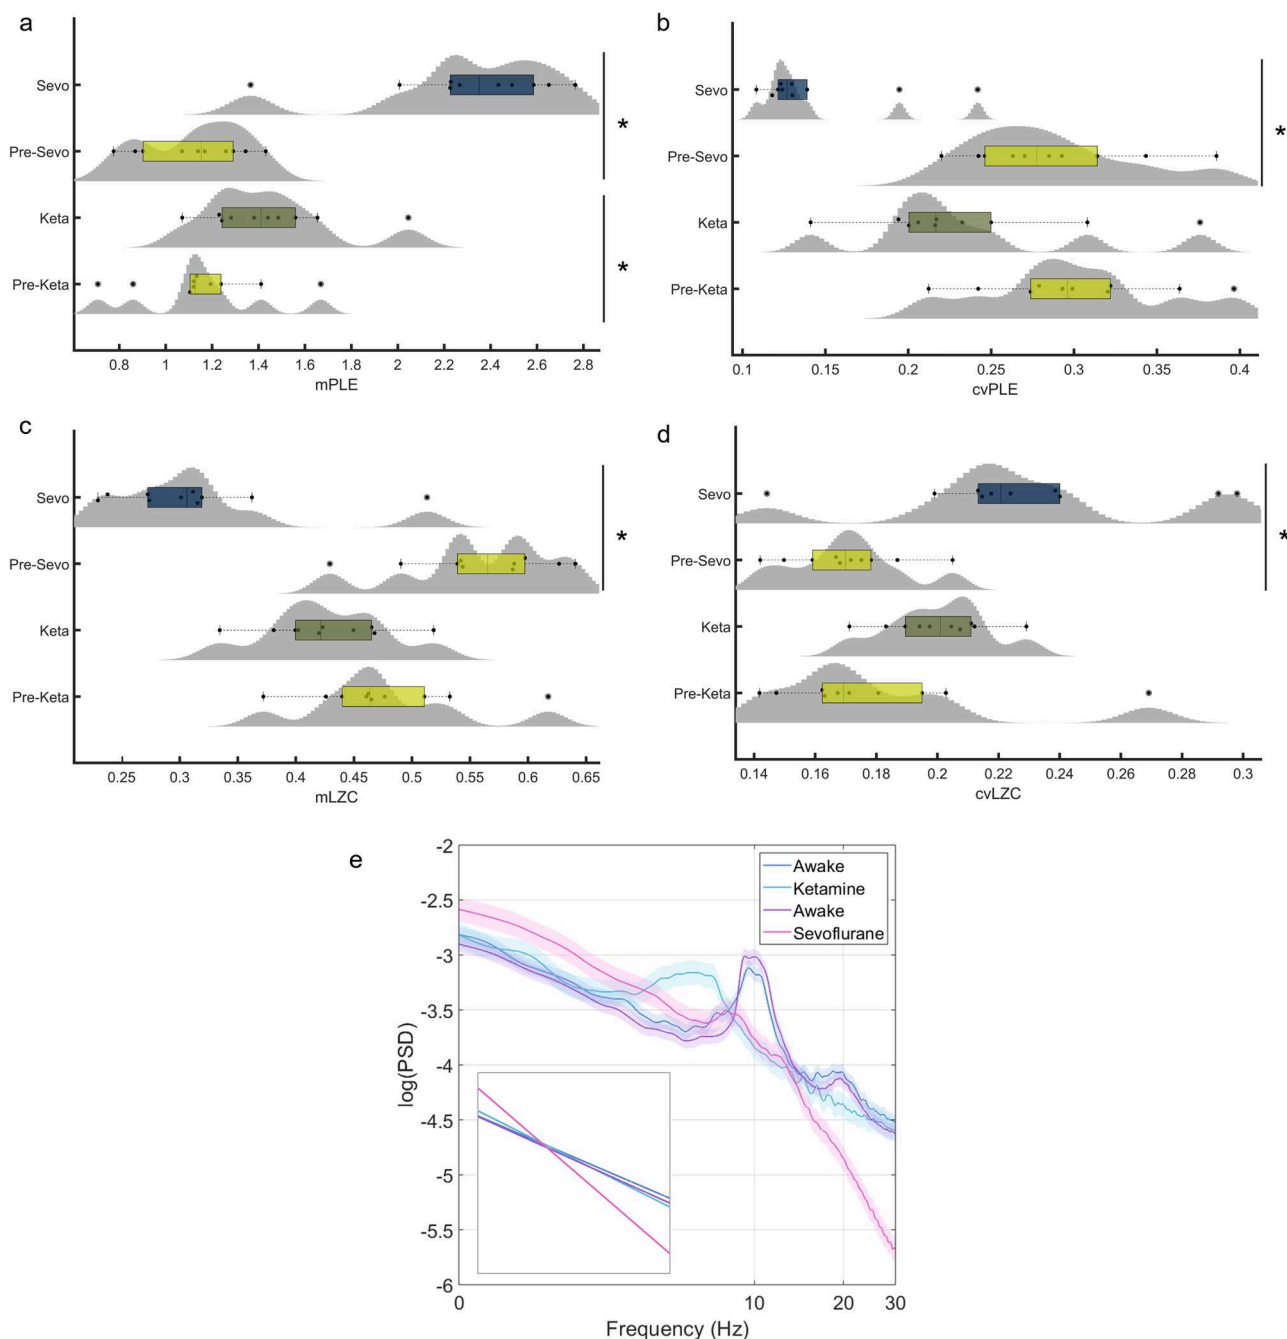 a
Sevo
*
Pre-Sevo
Keta
*
Pre-Keta
0.8 1 1.2 1.4 1.6 1.8 2 2.2 2.4 2.6 2.8
mPLE
b
Sevo
*
Pre-Sevo
Keta
Pre-Keta
0.1 0.15 0.2 0.25 0.3 0.35 0.4
cvPLE
c
Sevo
*
Pre-Sevo
Keta
Pre-Keta
0.25 0.3 0.35 0.4 0.45 0.5 0.55 0.6 0.65
mLZC
d
Sevo
*
Pre-Sevo
Keta
Pre-Keta
0.14 0.16 0.18 0.2 0.22 0.24 0.26 0.28 0.3
cvLZC
e
-2
-2.5
-3
-3.5
-4
-4.5
-5
-5.5
-6
log(PSD)
Awake
Ketamine
Awake
Sevoflurane
0 10 20 30
Frequency (Hz)